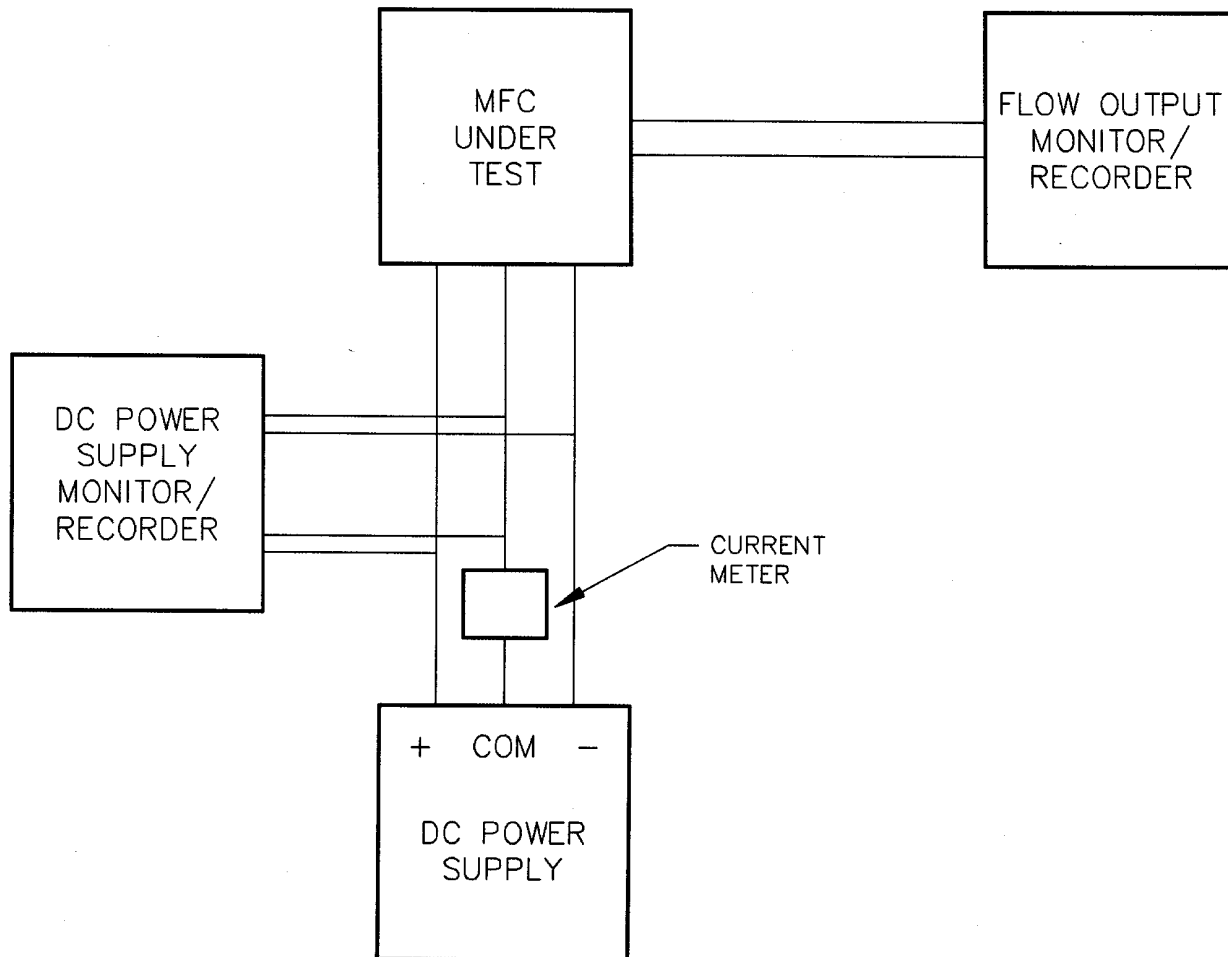 MFC
UNDER
TEST
FLOW OUTPUT
MONITOR/
RECORDER
DC POWER
SUPPLY
MONITOR/
RECORDER
CURRENT
METER
+ COM −
DC POWER
SUPPLY